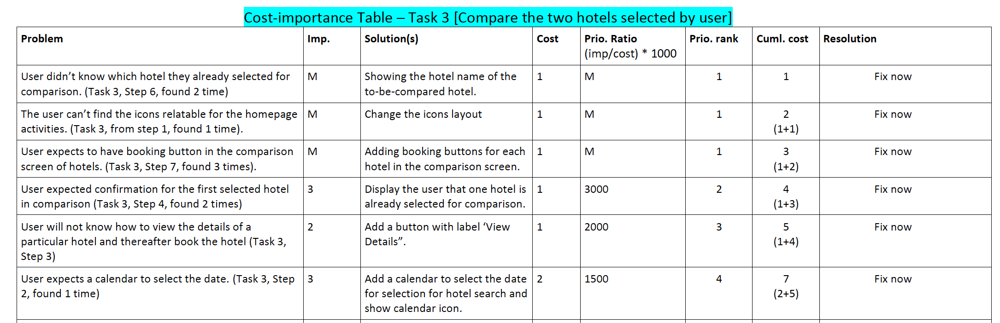 Cost-importance Table – Task 3 [Compare the two hotels selected by user]
Problem
Imp.
Solution(s)
Cost
Prio. Ratio
(imp/cost) * 1000
Prio. rank
Cuml. cost
Resolution
User didn’t know which hotel they already selected for
comparison. (Task 3, Step 6, found 2 time)
M
Showing the hotel name of the
to-be-compared hotel.
1
M
1
1
Fix now
The user can’t find the icons relatable for the homepage
activities. (Task 3, from step 1, found 1 time).
M
Change the icons layout
1
M
1
2
(1+1)
Fix now
User expects to have booking button in the comparison
screen of hotels. (Task 3, Step 7, found 3 times).
M
Adding booking buttons for each
hotel in the comparison screen.
1
M
1
3
(1+2)
Fix now
User expected confirmation for the first selected hotel
in comparison (Task 3, Step 4, found 2 times)
3
Display the user that one hotel is
already selected for comparison.
1
3000
2
4
(1+3)
Fix now
User will not know how to view the details of a
particular hotel and thereafter book the hotel (Task 3,
Step 3)
2
Add a button with label ‘View
Details”.
1
2000
3
5
(1+4)
Fix now
User expects a calendar to select the date. (Task 3, Step
2, found 1 time)
3
Add a calendar to select the date
for selection for hotel search and
show calendar icon.
2
1500
4
7
(2+5)
Fix now